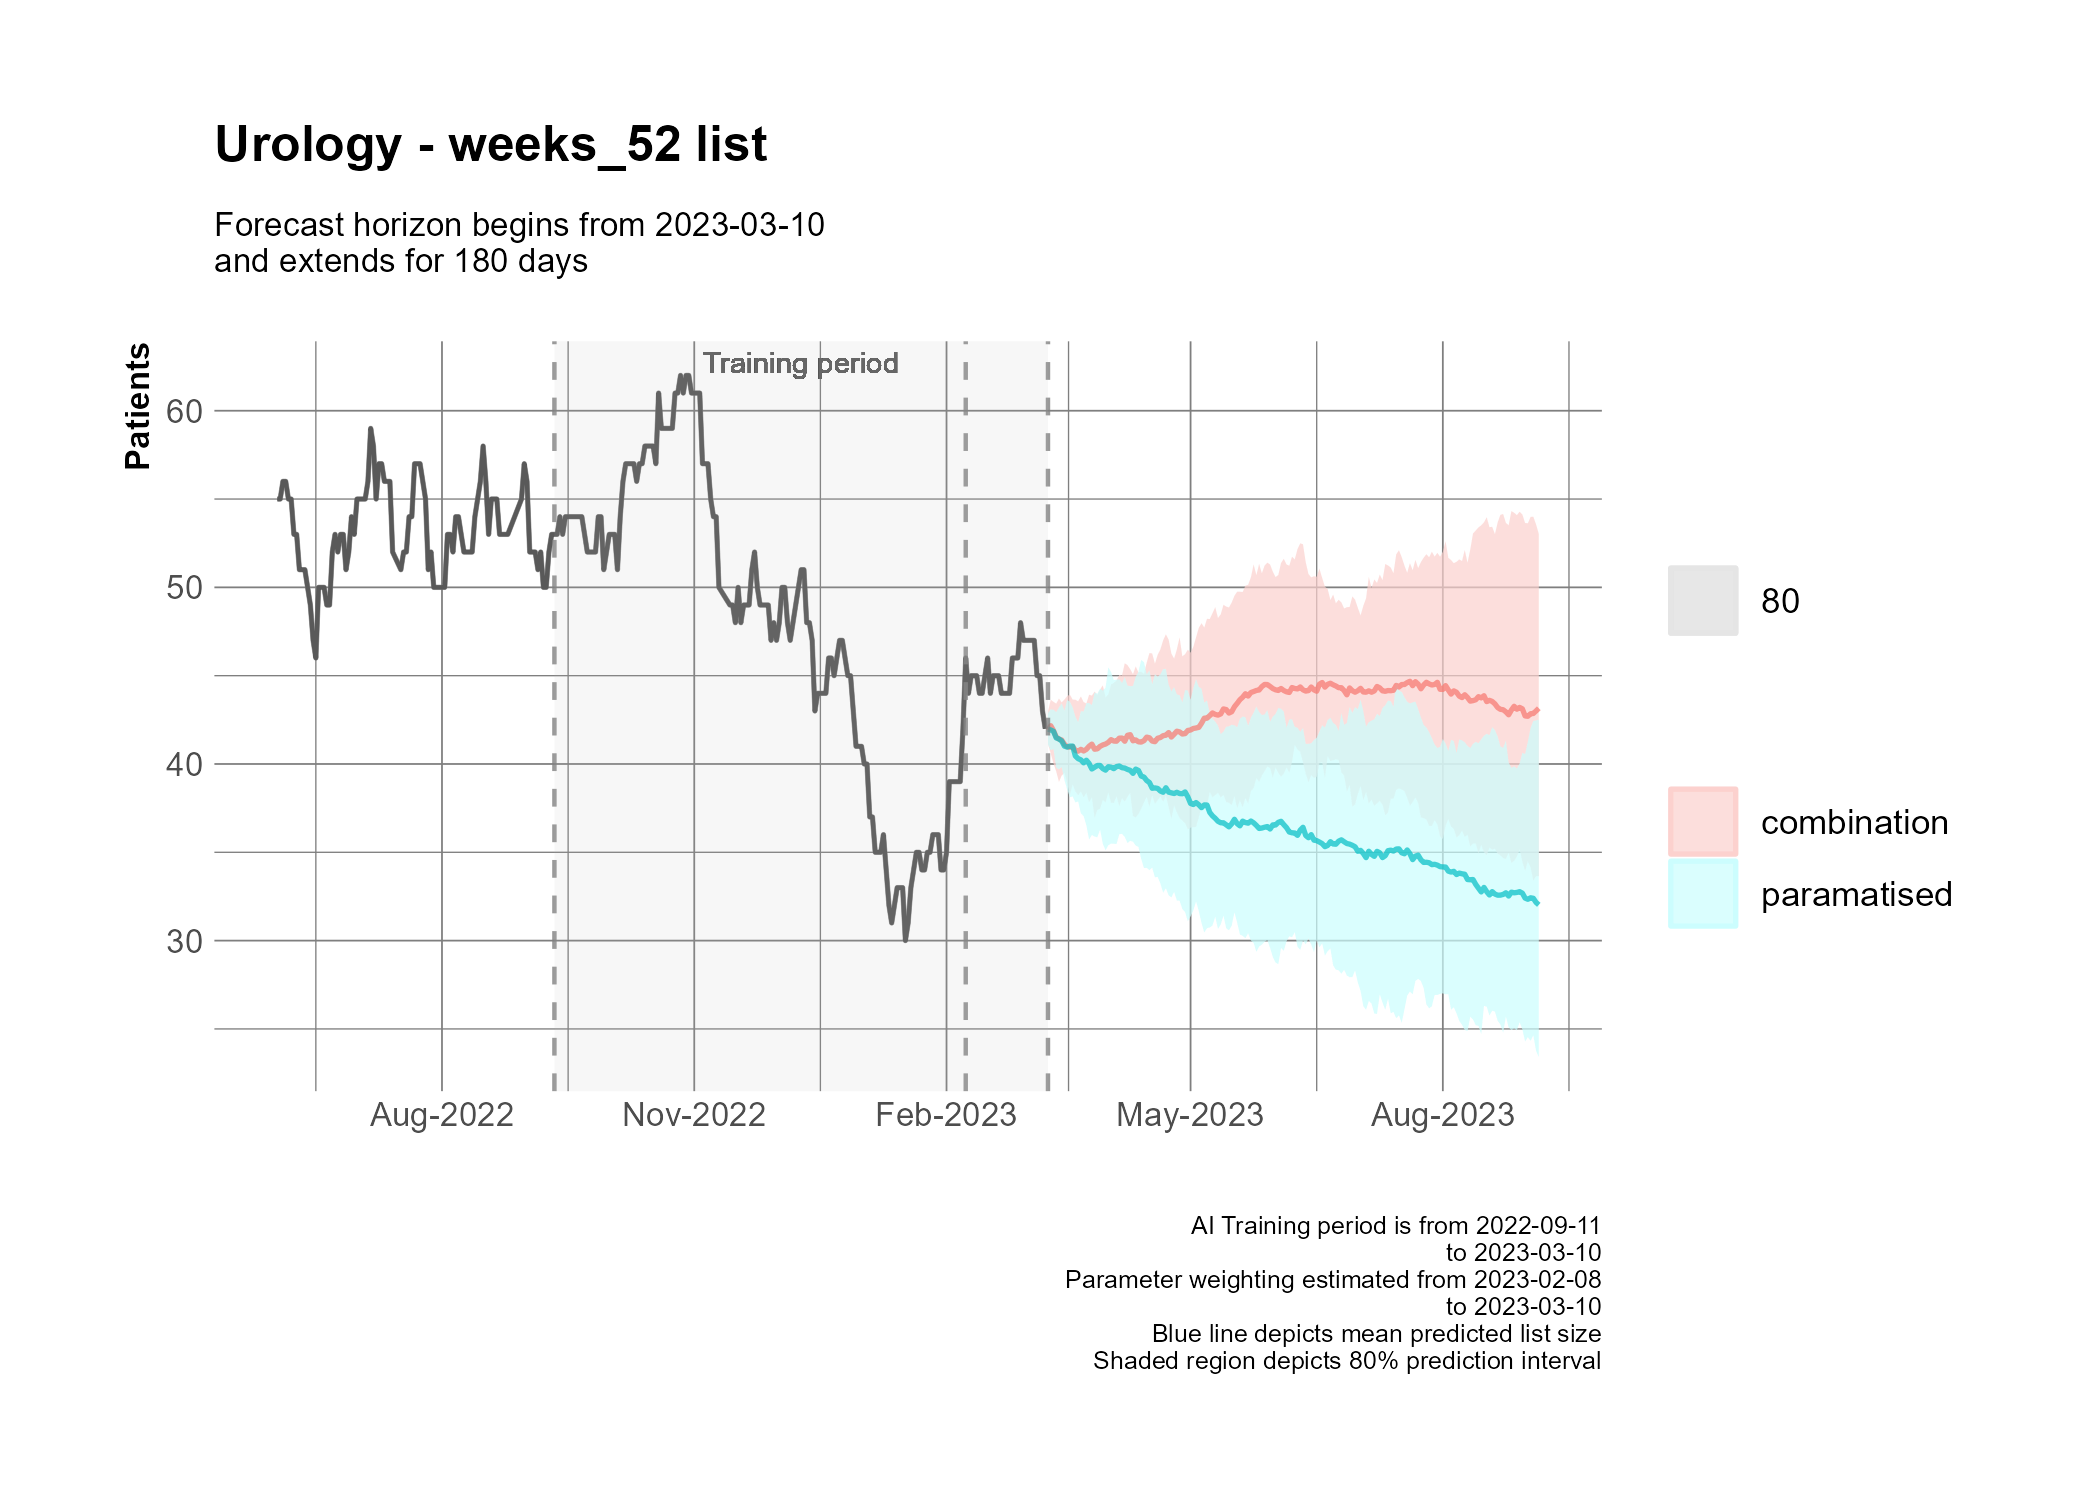 Urology - weeks_52 list
Forecast horizon begins from 2023-03-10
and extends for 180 days
Patients
Training period
60
50
40
30
80
combination
paramatised
Aug-2022
Nov-2022
Feb-2023
May-2023
Aug-2023
AI Training period is from 2022-09-11
to 2023-03-10
Parameter weighting estimated from 2023-02-08
to 2023-03-10
Blue line depicts mean predicted list size
Shaded region depicts 80% prediction interval